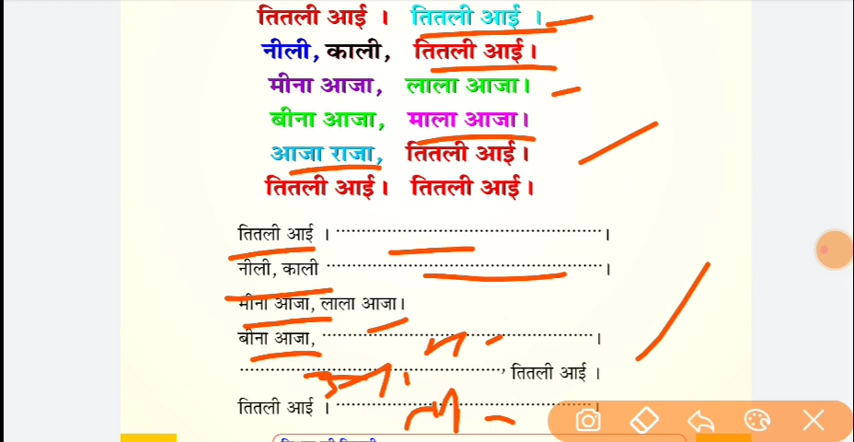 तितली आई । तितली आई ।
नीली, काली, तितली आई।
मीना आजा, लाला आजा।
बीना आजा, माला आजा।
आजा राजा, तितली आई।
तितली आई। तितली आई।
तितली आई । ................................................ ।
नीली, काली ................................................ ।
मीना आजा, लाला आजा।
बीना आजा, ................................................ ।
................................................, तितली आई ।
तितली आई । ................................................ ।